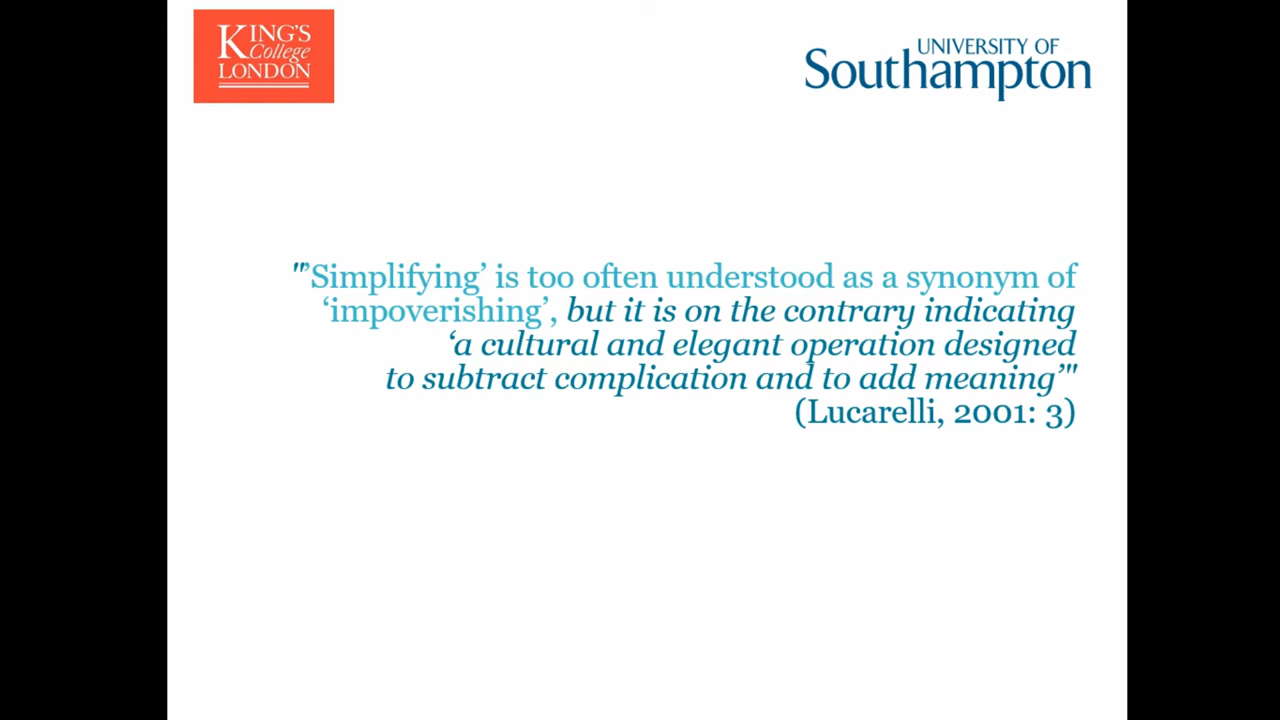 KING'S
College
LONDON
UNIVERSITY OF
Southampton
"'Simplifying’ is too often understood as a synonym of
‘impoverishing’, but it is on the contrary indicating
‘a cultural and elegant operation designed
to subtract complication and to add meaning’"
(Lucarelli, 2001: 3)